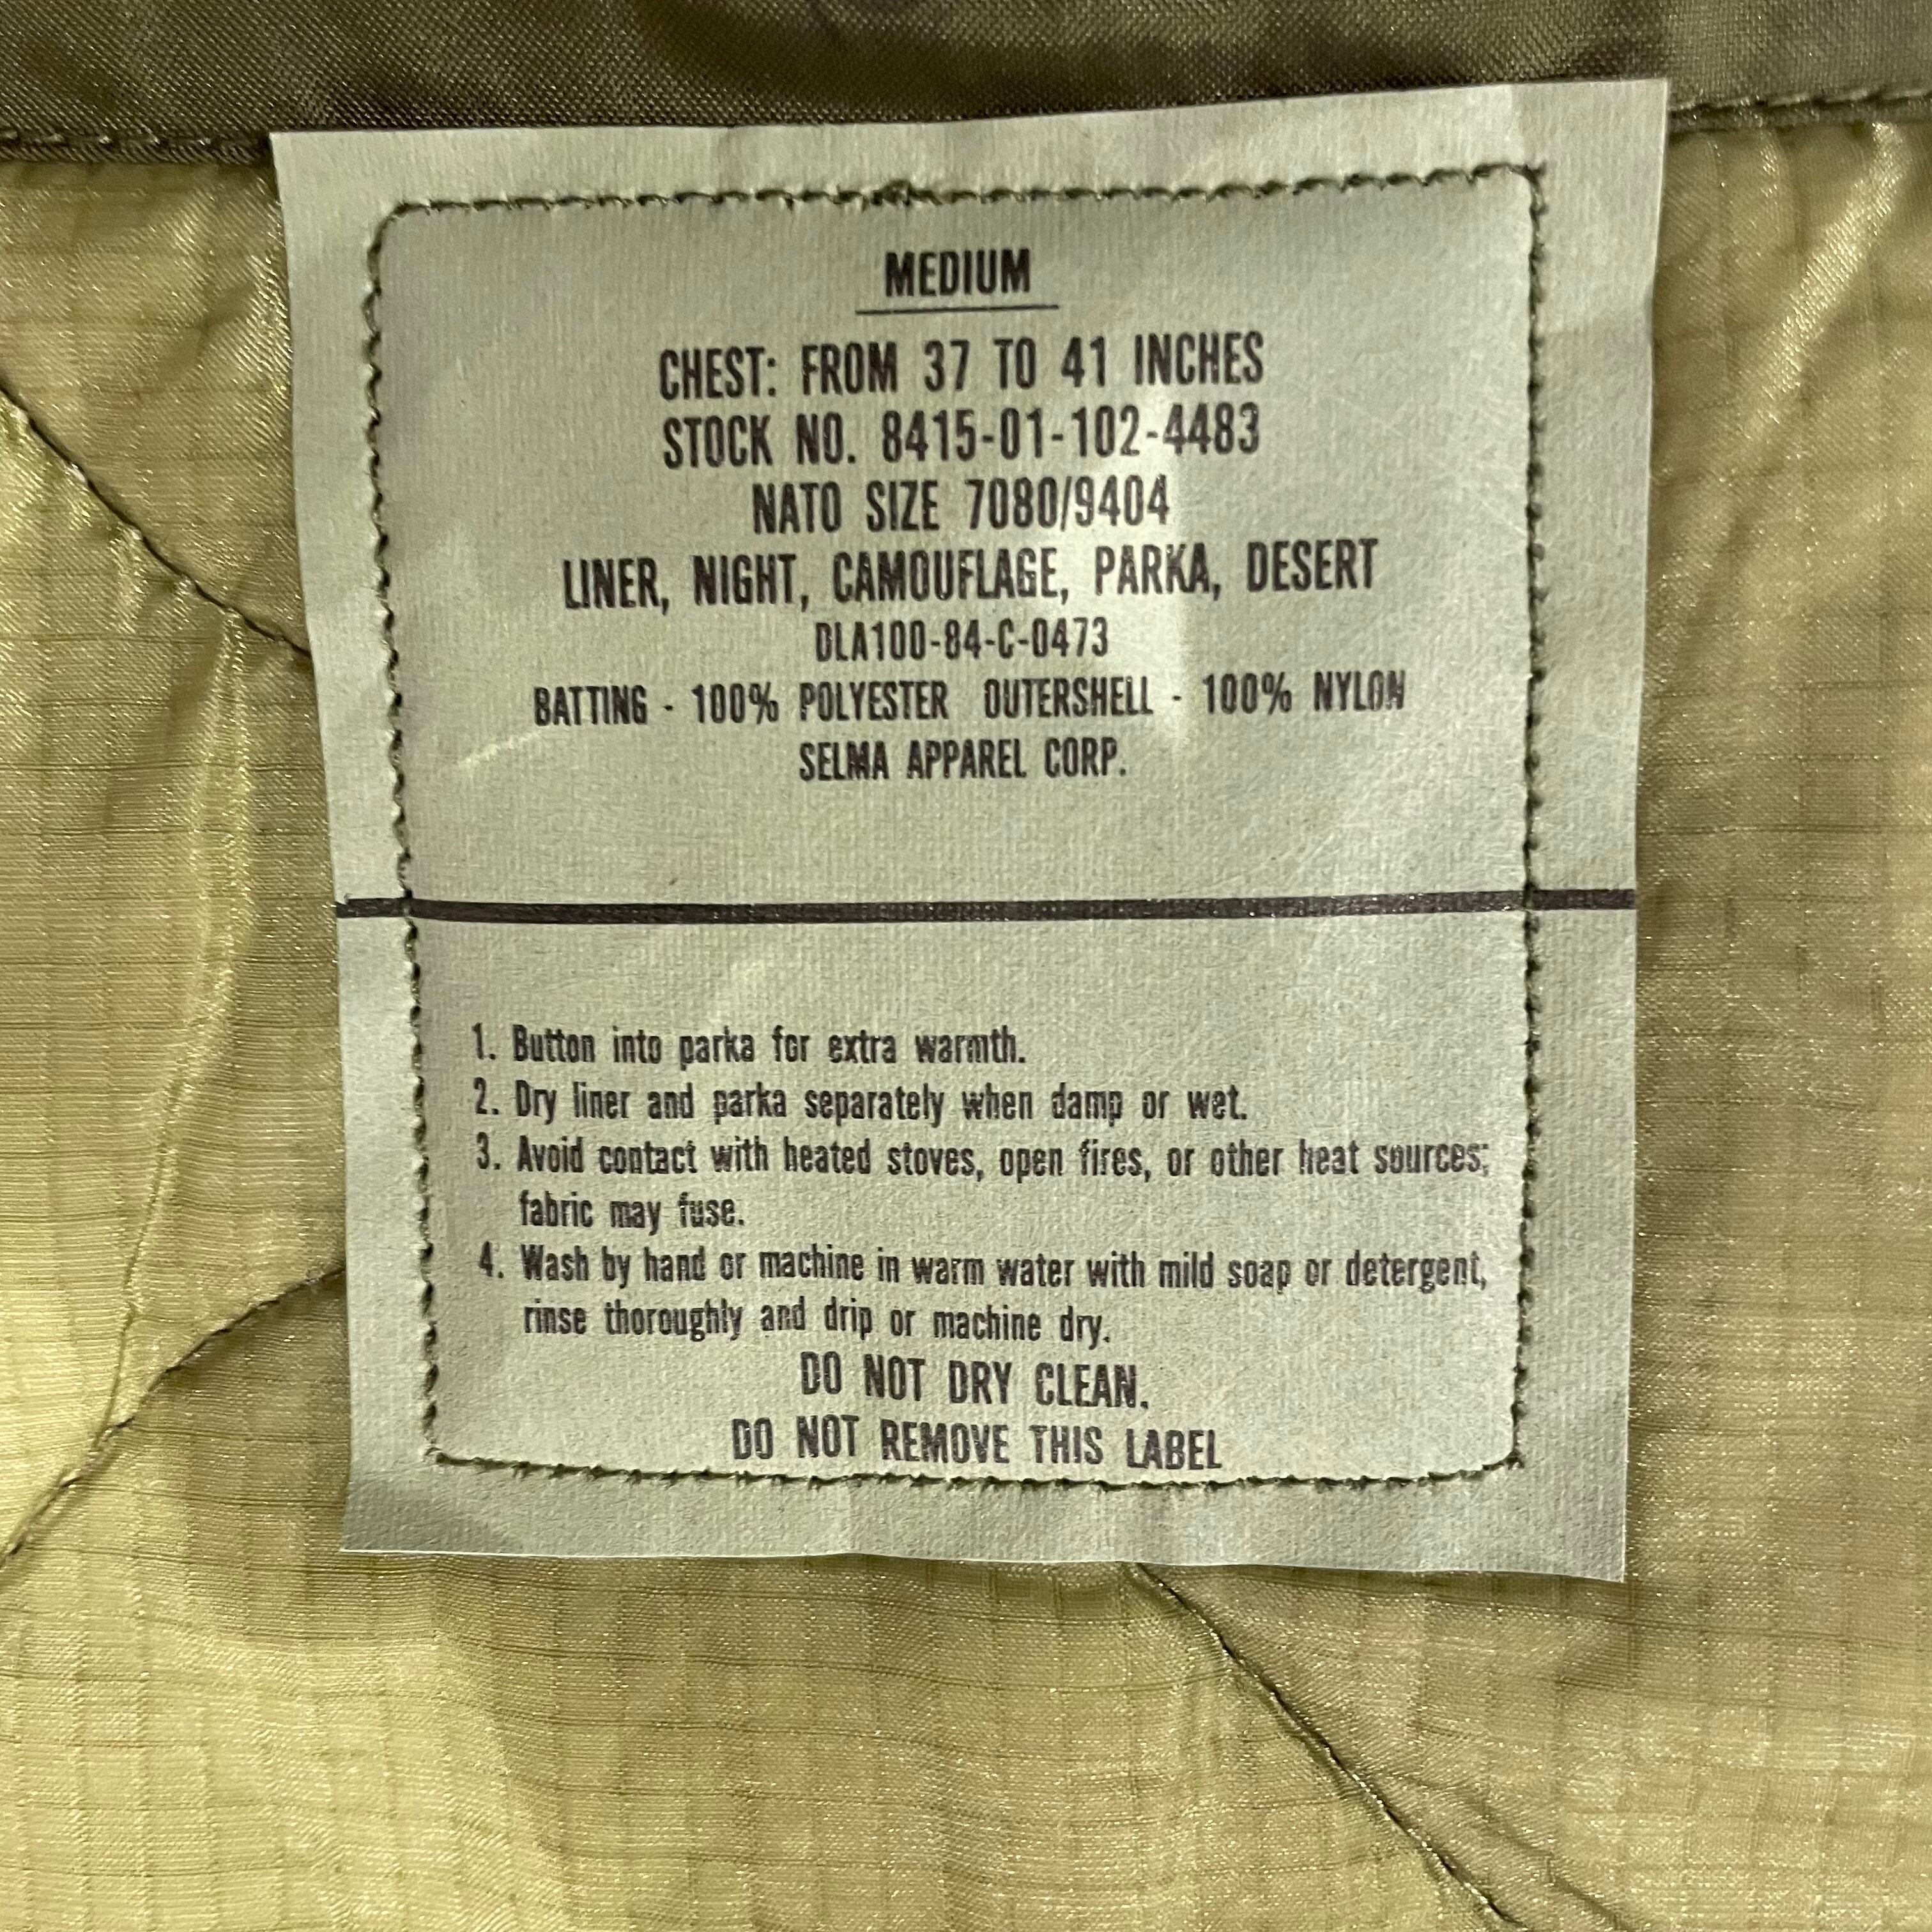 MEDIUM
CHEST: FROM 37 TO 41 INCHES
STOCK NO. 8415-01-102-4483
NATO SIZE 7080/9404
LINER, NIGHT, CAMOUFLAGE, PARKA, DESERT
DLA100-84-C-0473
BATTING - 100% POLYESTER OUTERSHELL - 100% NYLON
SELMA APPAREL CORP.
1. Button into parka for extra warmth.
2. Dry liner and parka separately when damp or wet.
3. Avoid contact with heated stoves, open fires, or other heat sources;
fabric may fuse.
4. Wash by hand or machine in warm water with mild soap or detergent,
rinse thoroughly and drip or machine dry.
DO NOT DRY CLEAN.
DO NOT REMOVE THIS LABEL